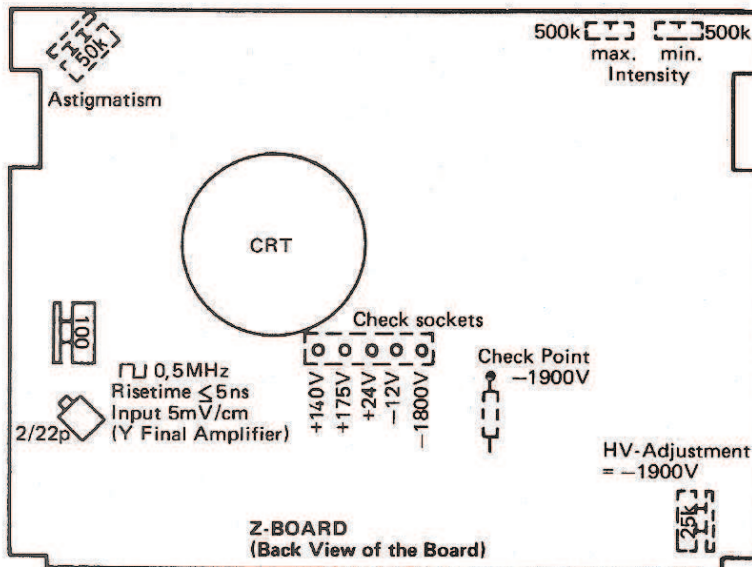 50k
Astigmatism
500k
500k
max. min.
Intensity
CRT
100
0,5MHz
Risetime ≤5ns
Input 5mV/cm
(Y Final Amplifier)
2/22p
Check sockets
+140V
+175V
+24V
−12V
−1800V
Check Point
−1900V
HV-Adjustment
= −1900V
25k
Z-BOARD
(Back View of the Board)